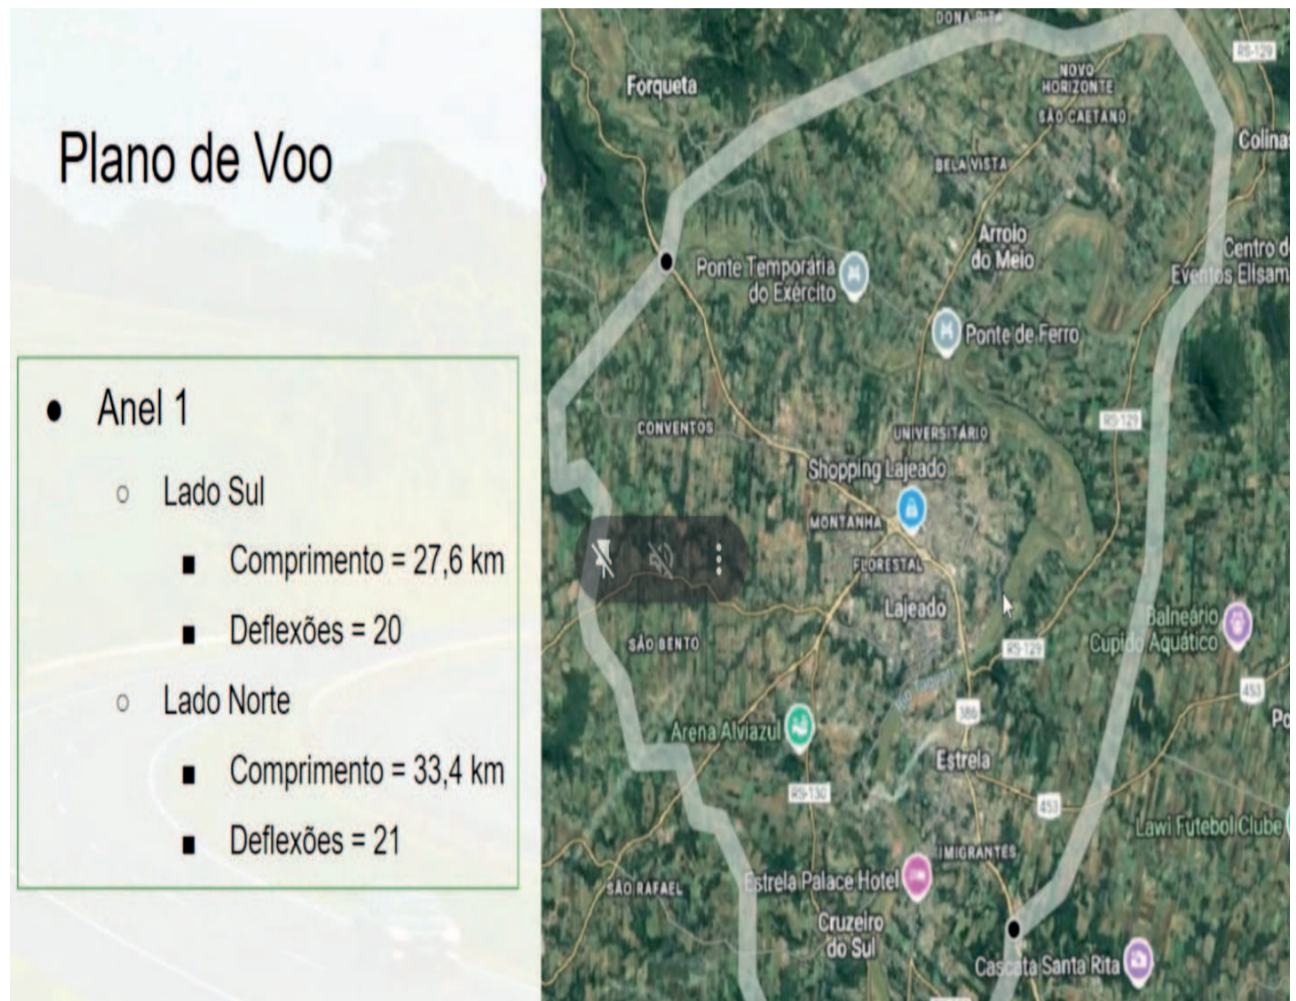 Plano de Voo
Anel 1
Lado Sul
Comprimento = 27,6 km
Deflexões = 20
Lado Norte
Comprimento = 33,4 km
Deflexões = 21
DONA RITA
RS-129
Forqueta
NOVO
HORIZONTE
SÃO CAETANO
Colinas
BELA VISTA
Arroio
do Meio
Centro d
Eventos Elisam
Ponte Temporária
do Exército
Ponte de Ferro
RS-129
CONVENTOS
UNIVERSITÁRIO
Shopping Lajeado
MONTANHA
FLORESTAL
Lajeado
Balneário
Cupido Aquático
SÃO BENTO
RS-129
453
386
Po
Arena Alviazul
Estrela
RS-130
453
Lawi Futebol Clube
IMIGRANTES
Estrela Palace Hotel
SÃO RAFAEL
Cruzeiro
do Sul
Cascata Santa Rita